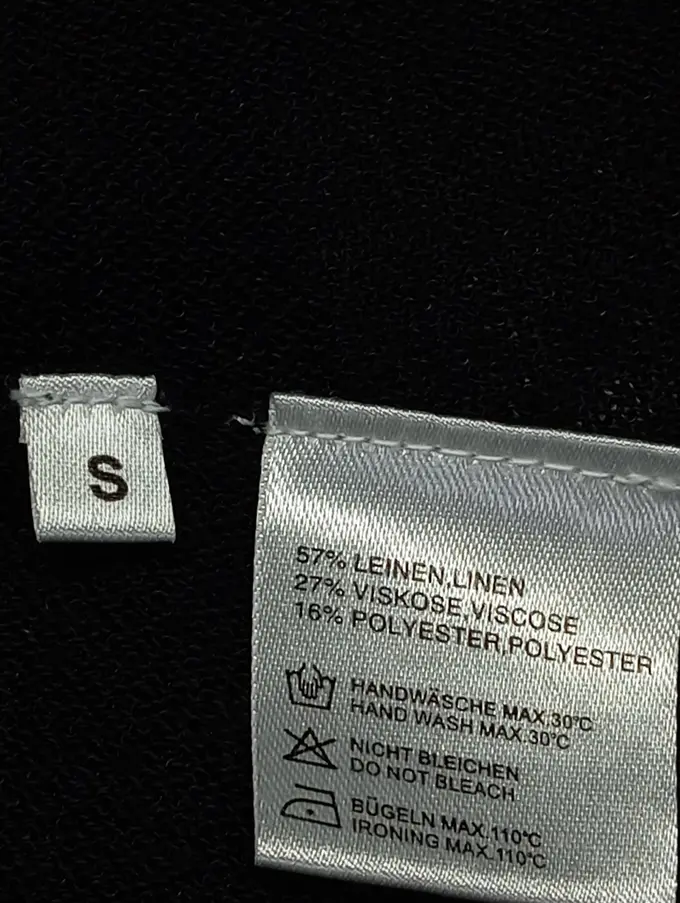 S
57% LEINEN,LINEN
27% VISKOSE,VISCOSE
16% POLYESTER,POLYESTER
HANDWÄSCHE MAX.30°C
HAND WASH MAX.30°C
NICHT BLEICHEN
DO NOT BLEACH
BÜGELN MAX.110°C
IRONING MAX.110°C